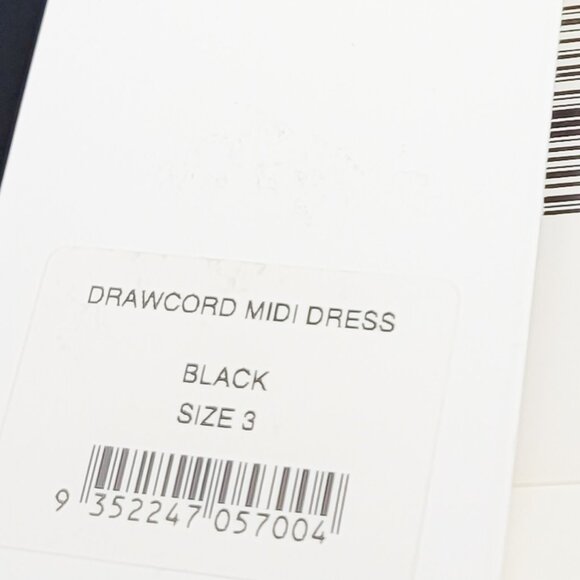 DRAWCORD MIDI DRESS
BLACK
SIZE 3
9 352247 057004